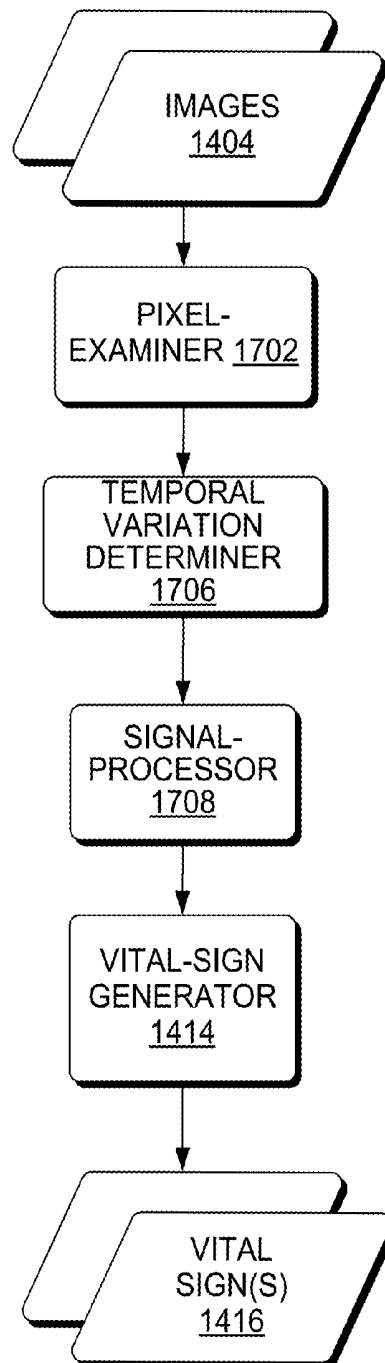 IMAGES
1404
PIXEL-
EXAMINER 1702
TEMPORAL
VARIATION
DETERMINER
1706
SIGNAL-
PROCESSOR
1708
VITAL-SIGN
GENERATOR
1414
VITAL
SIGN(S)
1416